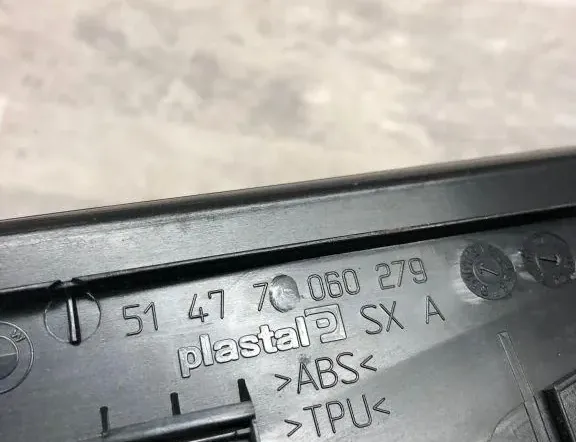 51 47 7 060 279
plastal P SX A
>ABS<
>TPU<